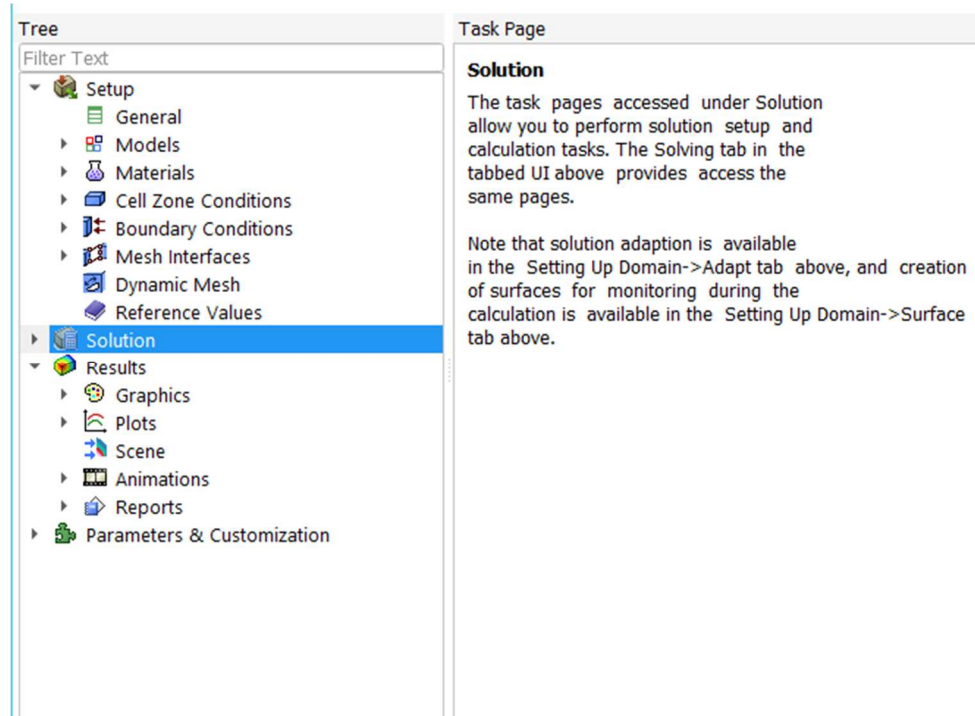 Tree
Filter Text
Setup
General
Models
Materials
Cell Zone Conditions
Boundary Conditions
Mesh Interfaces
Dynamic Mesh
Reference Values
Solution
Results
Graphics
Plots
Scene
Animations
Reports
Parameters & Customization
Task Page
Solution
The task pages accessed under Solution
allow you to perform solution setup and
calculation tasks. The Solving tab in the
tabbed UI above provides access the
same pages.
Note that solution adaption is available
in the Setting Up Domain->Adapt tab above, and creation
of surfaces for monitoring during the
calculation is available in the Setting Up Domain->Surface
tab above.